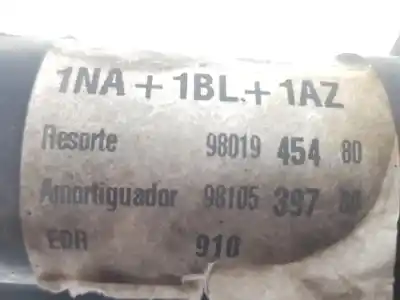 1NA + 1BL + 1AZ
Resorte 98019 454 80
Amortiguador 98105 397 80
EDR 910